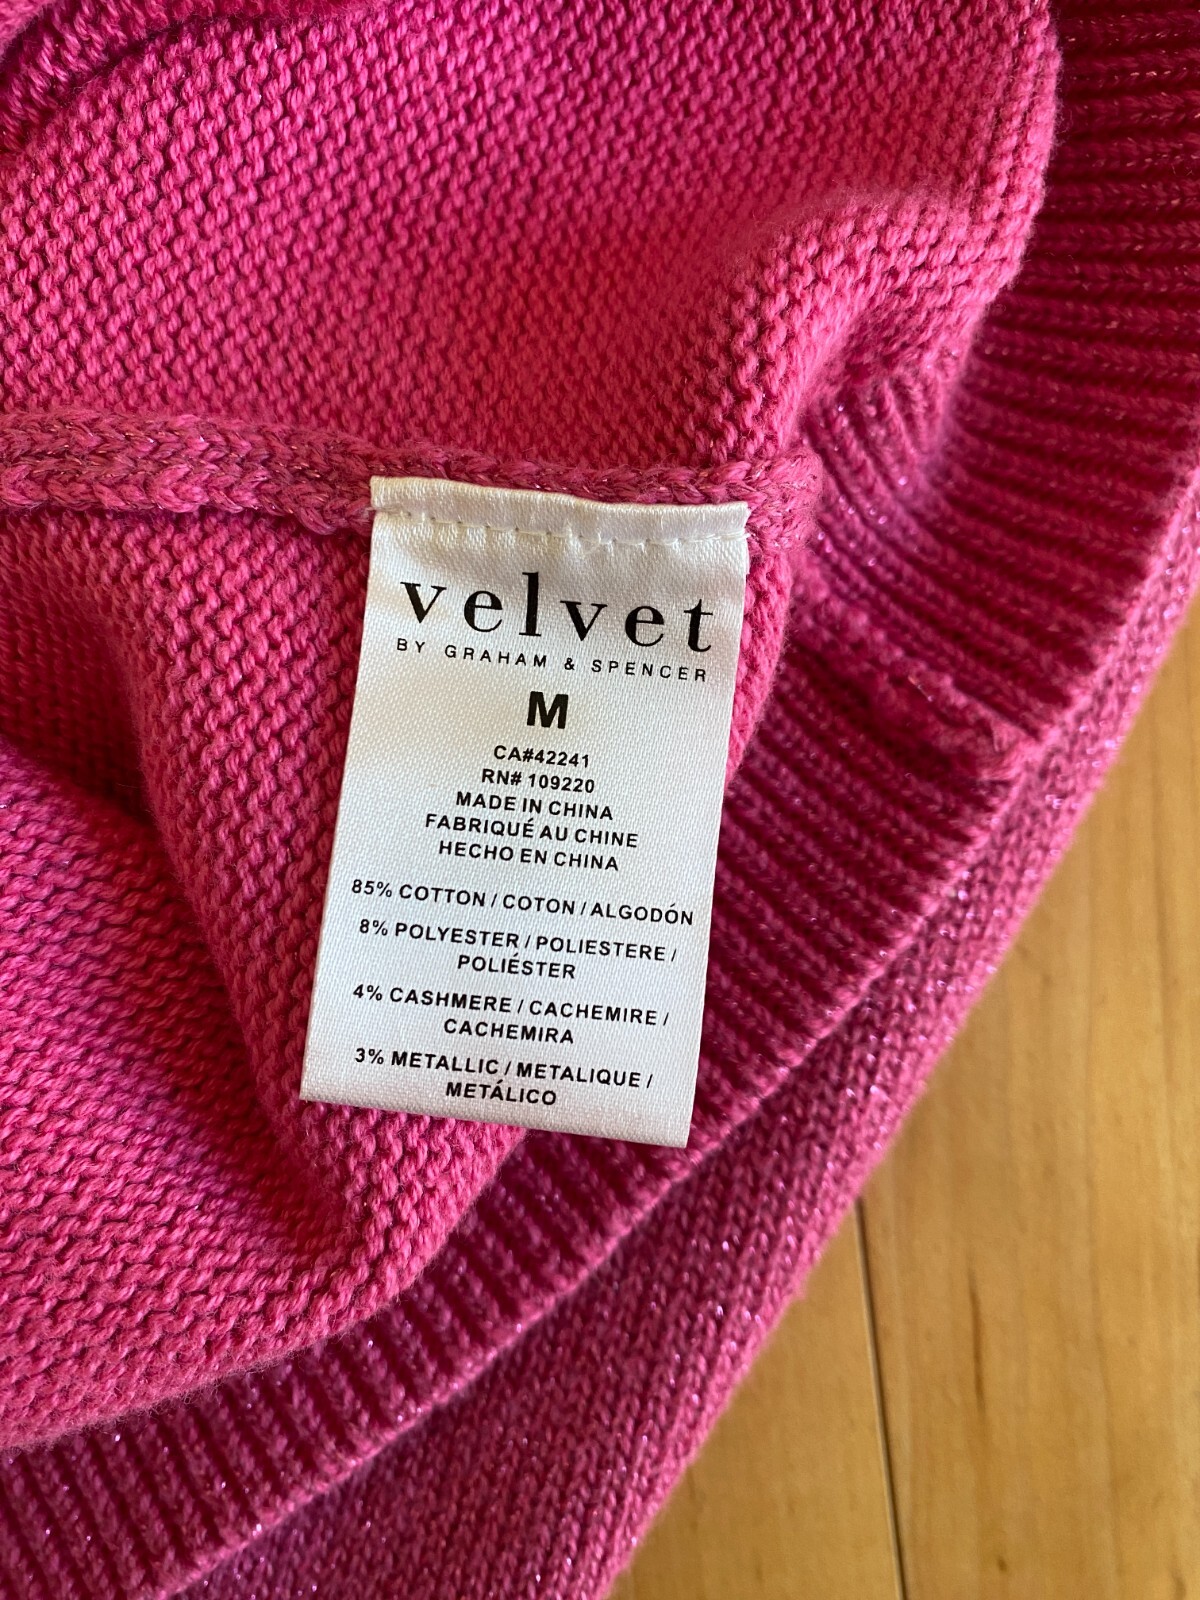 velvet
BY GRAHAM & SPENCER
M
CA#42241
RN# 109220
MADE IN CHINA
FABRIQUÉ AU CHINE
HECHO EN CHINA
85% COTTON / COTON / ALGODÓN
8% POLYESTER / POLIESTERE /
POLIÉSTER
4% CASHMERE / CACHEMIRE /
CACHEMIRA
3% METALLIC / METALIQUE /
METÁLICO